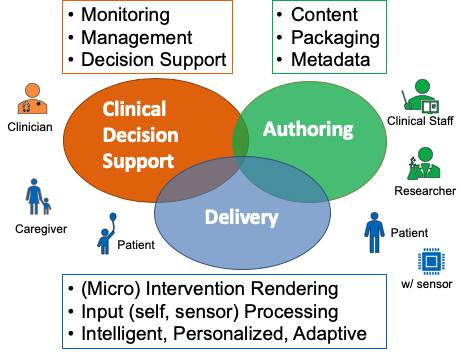 • Monitoring
• Management
• Decision Support
• Content
• Packaging
• Metadata
Clinician
Clinical
Decision
Support
Authoring
Clinical Staff
Researcher
Caregiver
Patient
Delivery
Patient
w/ sensor
• (Micro) Intervention Rendering
• Input (self, sensor) Processing
• Intelligent, Personalized, Adaptive